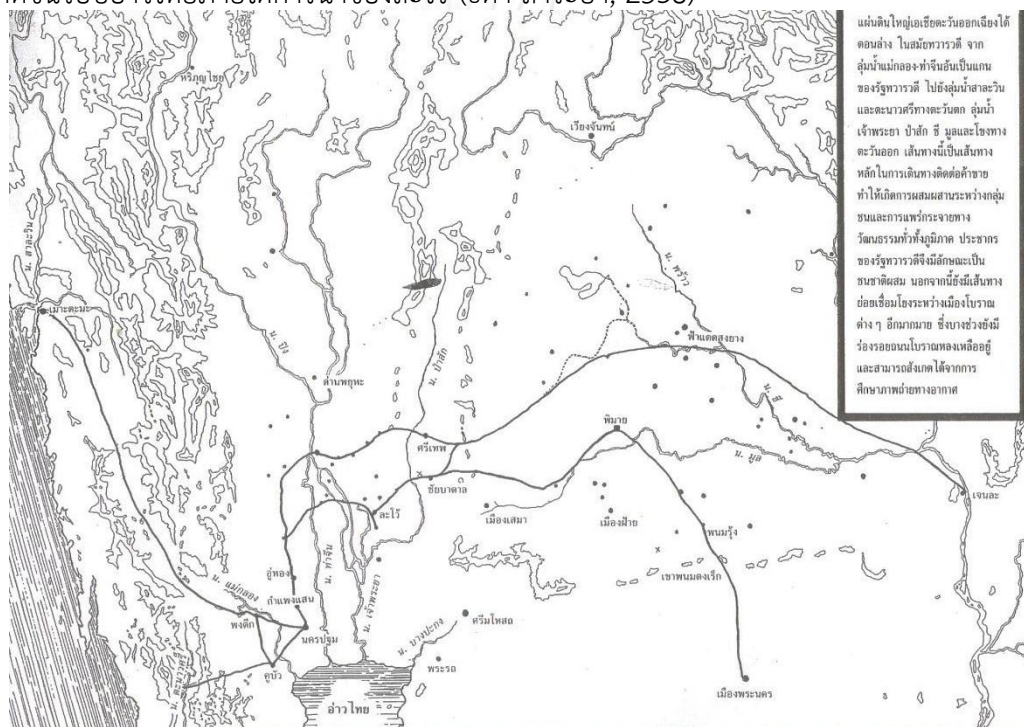 แผ่นดินใหญ่เอเชียตะวันออกเฉียงใต้
ตอนล่าง ในสมัยทวารวดี จาก
ลุ่มน้ำแม่กลอง-ท่าจีนอันเป็นแกน
ของรัฐทวารวดี ไปยังลุ่มน้ำสาละวิน
และตะนาวศรีทางตะวันตก ลุ่มน้ำ
เจ้าพระยา ป่าสัก ชี มูลและโขงทาง
ตะวันออก เส้นทางนี้เป็นเส้นทาง
หลักในการเดินทางติดต่อค้าขาย
ทำให้เกิดการผสมผสานระหว่างกลุ่ม
ชนและการแพร่กระจายทาง
วัฒนธรรมทั่วทั้งภูมิภาค ประชากร
ของรัฐทวารวดีจึงมีลักษณะเป็น
ชนชาติผสม นอกจากนี้ยังมีเส้นทาง
ย่อยเชื่อมโยงระหว่างเมืองโบราณ
ต่าง ๆ อีกมากมาย ซึ่งบางช่วงยังมี
ร่องรอยถนนโบราณหลงเหลืออยู่
และสามารถสังเกตได้จากการ
ศึกษาภาพถ่ายทางอากาศ
หริภุญไชย
เวียงจันทน์
น. สาละวิน
น. พร้าว
เมาะตะมะ
น. ปิง
น. ป่าสัก
ฟ้าแดดสงยาง
ด่านพยุหะ
น. ชี
พิมาย
ศรีเทพ
น. มูล
ชัยบาดาล
เจนละ
ละโว้
เมืองเสมา
เมืองฝ้าย
พนมรุ้ง
อู่ทอง
น. ท่าจีน
น. เจ้าพระยา
เขาพนมดงเร็ก
น. แม่กลอง
กำแพงแสน
พงตึก
นครปฐม
ศรีมโหสถ
น. บางปะกง
คูบัว
พระรถ
น. ตะนาวศรี
เมืองพระนคร
อ่าวไทย